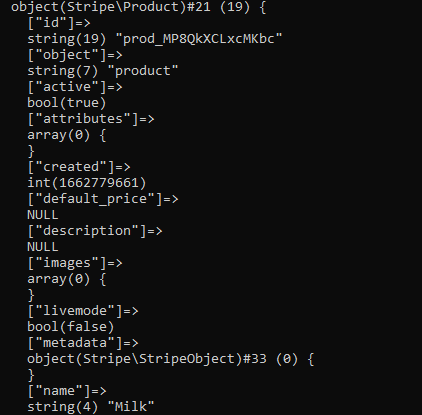 object(Stripe\Product)#21 (19) {
["id"]=>
string(19) "prod_MP8QkXCLxcMKbc"
["object"]=>
string(7) "product"
["active"]=>
bool(true)
["attributes"]=>
array(0) {
}
["created"]=>
int(1662779661)
["default_price"]=>
NULL
["description"]=>
NULL
["images"]=>
array(0) {
}
["livemode"]=>
bool(false)
["metadata"]=>
object(Stripe\StripeObject)#33 (0) {
}
["name"]=>
string(4) "Milk"